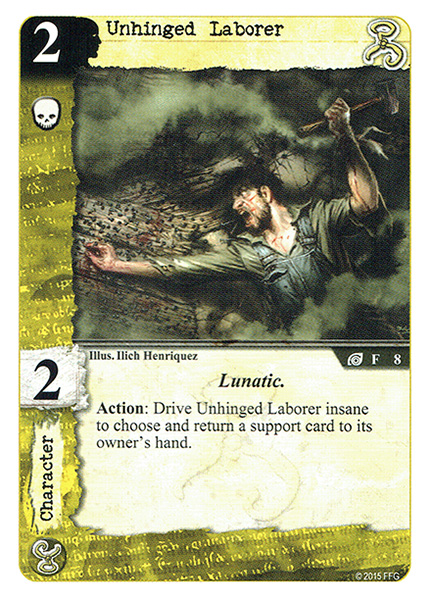 2
Unhinged Laborer
Illus. Ilich Henriquez
F 8
2
Lunatic.
Action: Drive Unhinged Laborer insane
to choose and return a support card to its
owner's hand.
Character
© 2015 FFG